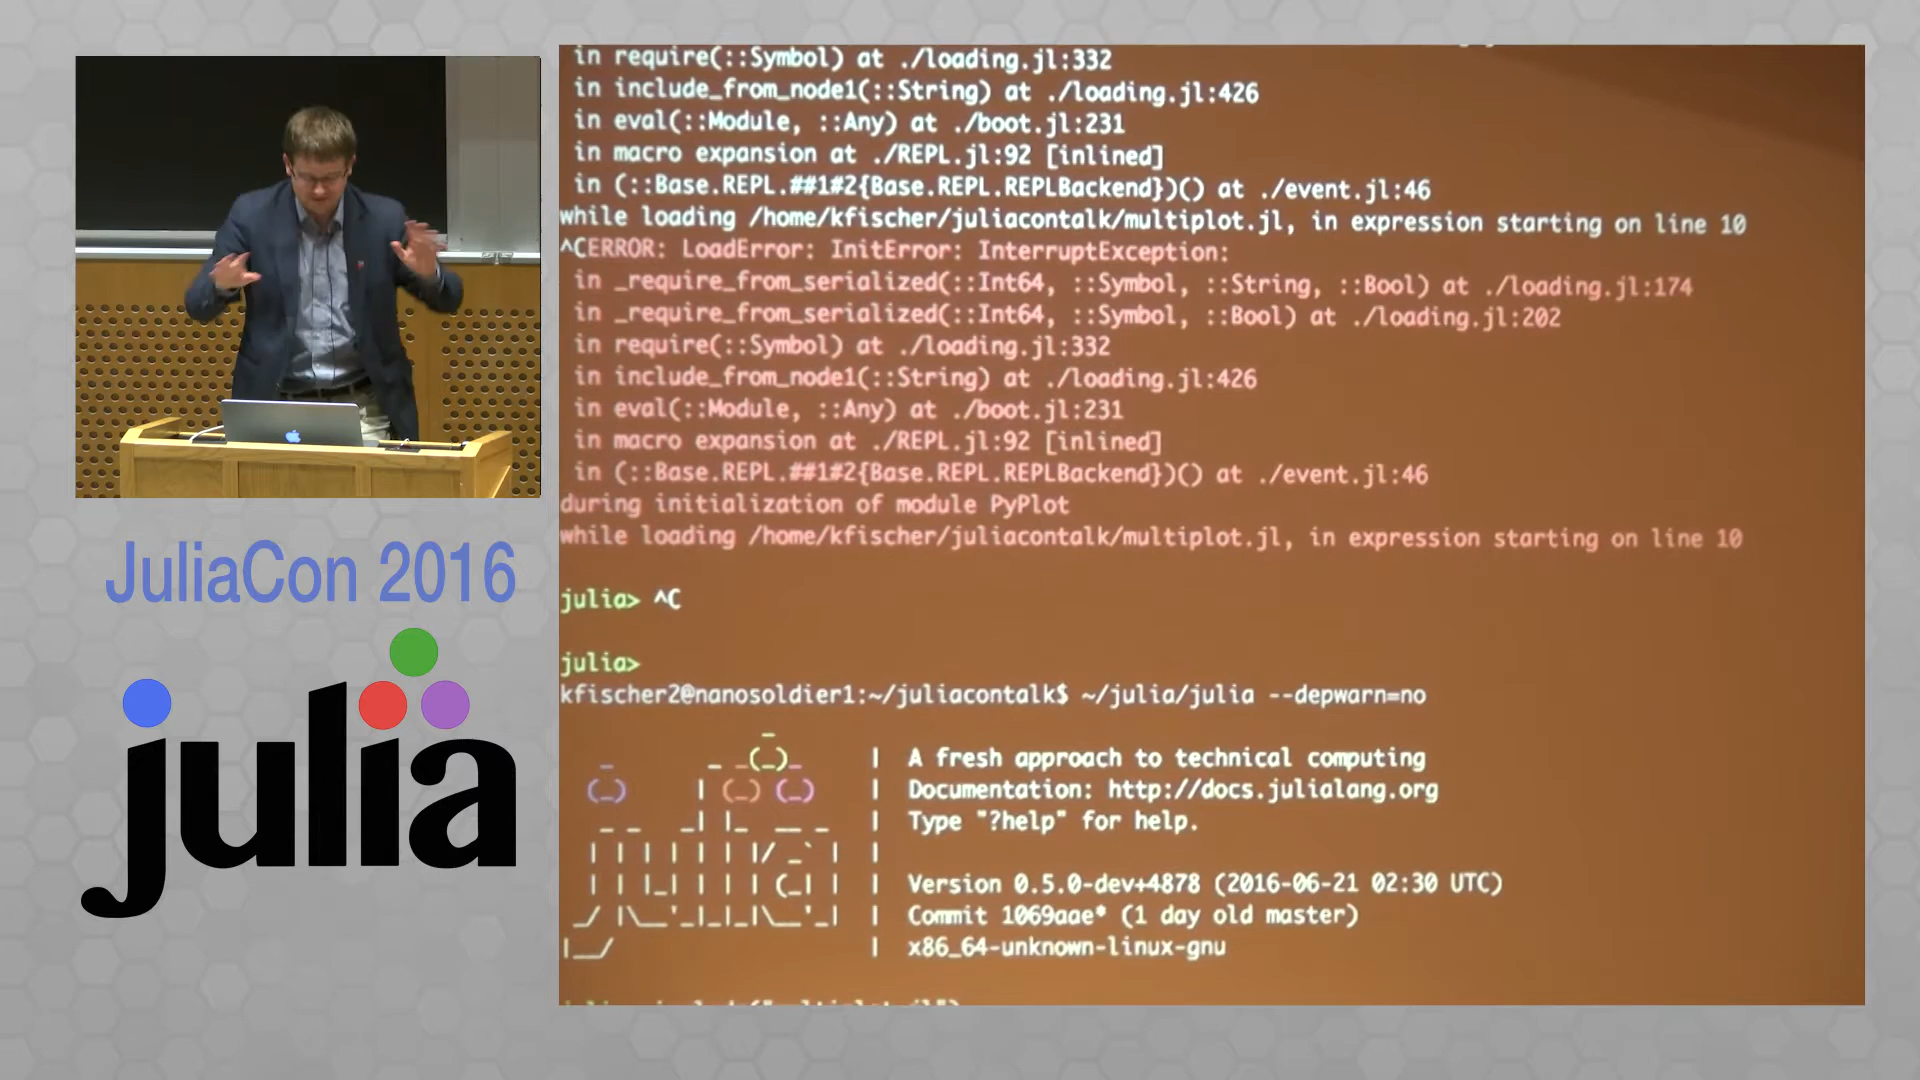 in require(::Symbol) at ./loading.jl:332
in include_from_node1(::String) at ./loading.jl:426
in eval(::Module, ::Any) at ./boot.jl:231
in macro expansion at ./REPL.jl:92 [inlined]
in (::Base.REPL.##1#2{Base.REPL.REPLBackend})() at ./event.jl:46
while loading /home/kfischer/juliacontalk/multiplot.jl, in expression starting on line 10
^CERROR: LoadError: InitError: InterruptException:
in _require_from_serialized(::Int64, ::Symbol, ::String, ::Bool) at ./loading.jl:174
in _require_from_serialized(::Int64, ::Symbol, ::Bool) at ./loading.jl:202
in require(::Symbol) at ./loading.jl:332
in include_from_node1(::String) at ./loading.jl:426
in eval(::Module, ::Any) at ./boot.jl:231
in macro expansion at ./REPL.jl:92 [inlined]
in (::Base.REPL.##1#2{Base.REPL.REPLBackend})() at ./event.jl:46
during initialization of module PyPlot
while loading /home/kfischer/juliacontalk/multiplot.jl, in expression starting on line 10
julia> ^C
julia>
kfischer2@nanosoldier1:~/juliacontalk$ ~/julia/julia --depwarn=no
A fresh approach to technical computing
Documentation: http://docs.julialang.org
Type "?help" for help.
Version 0.5.0-dev+4878 (2016-06-21 02:30 UTC)
Commit 1069aae* (1 day old master)
x86_64-unknown-linux-gnu
JuliaCon 2016
julia